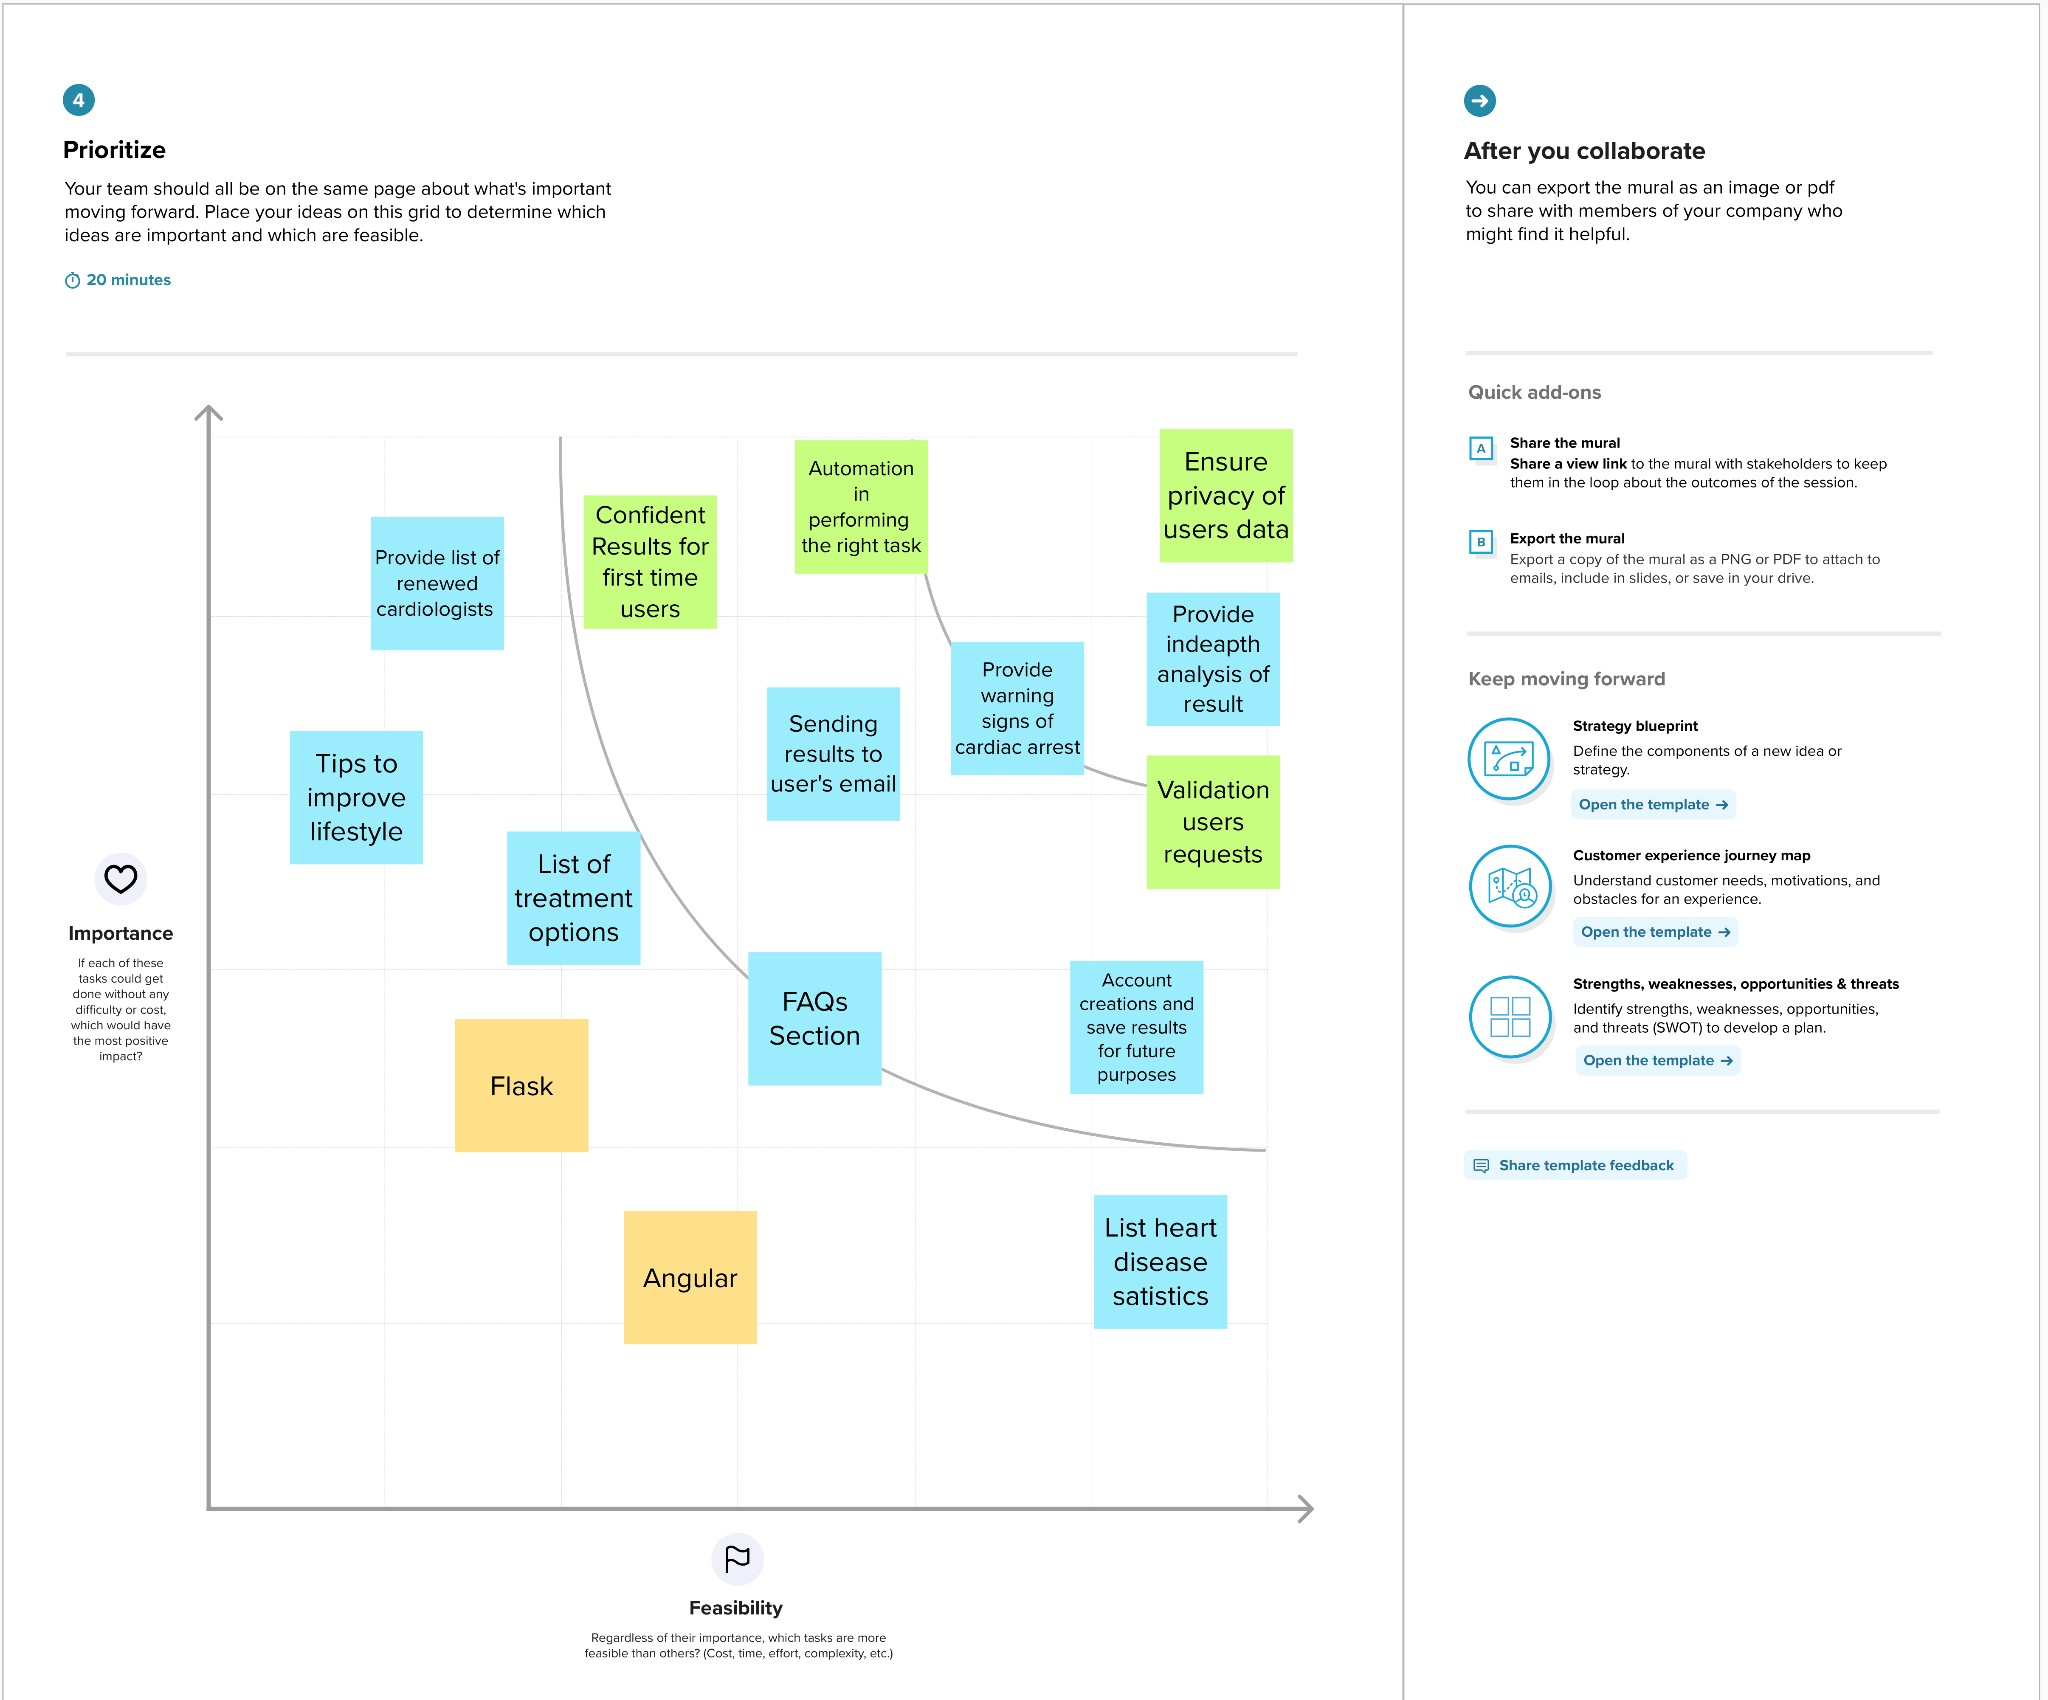 4
Prioritize
Your team should all be on the same page about what's important
moving forward. Place your ideas on this grid to determine which
ideas are important and which are feasible.
20 minutes
Provide list of
renewed
cardiologists
Confident
Results for
first time
users
Automation
in
performing
the right task
Ensure
privacy of
users data
Provide
indeapth
analysis of
result
Provide
warning
signs of
cardiac arrest
Sending
results to
user's email
Tips to
improve
lifestyle
Validation
users
requests
List of
treatment
options
FAQs
Section
Account
creations and
save results
for future
purposes
Flask
Angular
List heart
disease
satistics
Importance
If each of these
tasks could get
done without any
difficulty or cost,
which would have
the most positive
impact?
Feasibility
Regardless of their importance, which tasks are more
feasible than others? (Cost, time, effort, complexity, etc.)
After you collaborate
You can export the mural as an image or pdf
to share with members of your company who
might find it helpful.
Quick add-ons
A
Share the mural
Share a view link to the mural with stakeholders to keep
them in the loop about the outcomes of the session.
B
Export the mural
Export a copy of the mural as a PNG or PDF to attach to
emails, include in slides, or save in your drive.
Keep moving forward
Strategy blueprint
Define the components of a new idea or
strategy.
Open the template →
Customer experience journey map
Understand customer needs, motivations, and
obstacles for an experience.
Open the template →
Strengths, weaknesses, opportunities & threats
Identify strengths, weaknesses, opportunities,
and threats (SWOT) to develop a plan.
Open the template →
Share template feedback